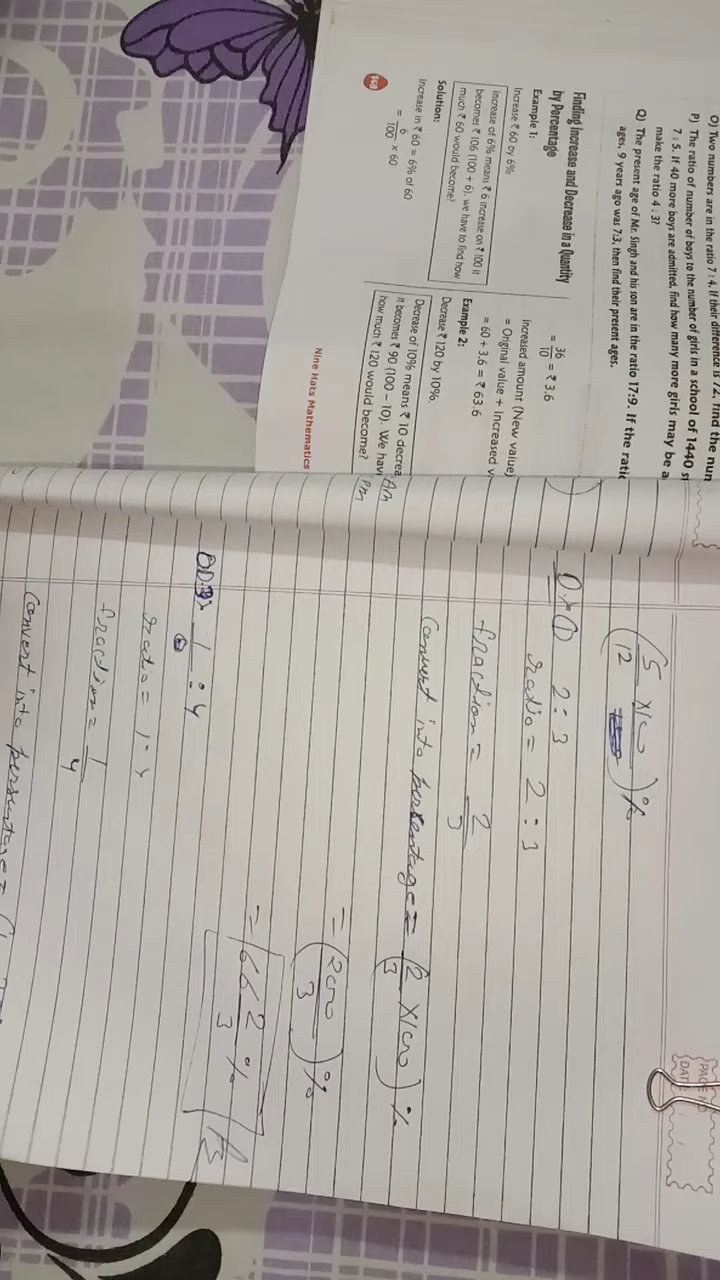 O) Two numbers are in the ratio 7 : 4. If their difference is 72, find the num
P) The ratio of number of boys to the number of girls in a school of 1440 s
7 : 5. If 40 more boys are admitted, find how many more girls may be a
make the ratio 4 : 3?
Q) The present age of Mr. Singh and his son are in the ratio 17:9. If the ratio
ages, 9 years ago was 7:3, then find their present ages.
Finding Increase and Decrease in a Quantity
by Percentage
Example 1:
Increase ₹ 60 by 6%
Increase of 6% means ₹ 6 increase on ₹ 100 it
becomes ₹ 106 (100 + 6). we have to find how
much ₹ 60 would become?
Solution:
Increase in ₹ 60 = 6% of 60
= 6/100 × 60
= 36/10 = ₹ 3.6
Increased amount (New value)
= Original value + Increased v
= 60 + 3.6 = ₹ 63.6
Example 2:
Decrease ₹ 120 by 10%.
Decrease of 10% means ₹ 10 decrea
it becomes ₹ 90 (100 – 10). We havi
how much ₹ 120 would become?
Nine Hats Mathematics
PAGE NO
DATE
(5/12 ×100)%
① 2 : 3
ratio = 2 : 3
fraction = 2/3
Convert into percentage = (2/3 ×100)%
= (200/3)%
= 66 2/3 %
1 : 4
ratio = 1 : 4
fraction = 1/4
Convert into persentage =